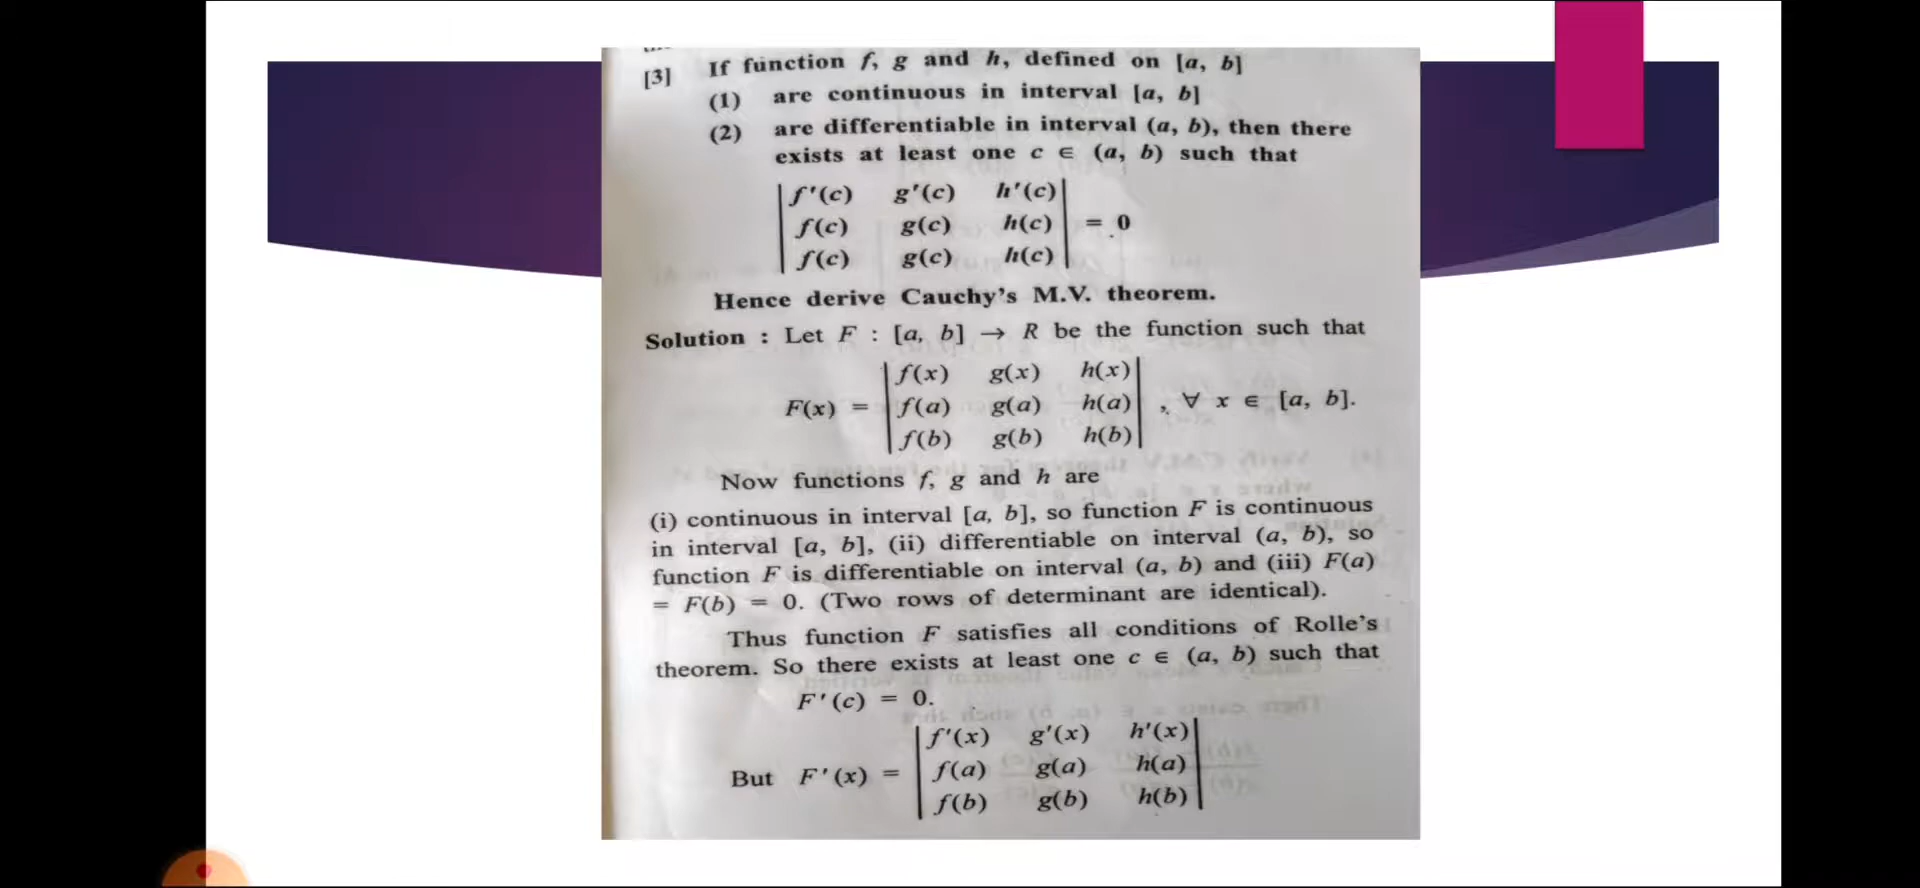 [3] If function f, g and h, defined on [a, b]
(1) are continuous in interval [a, b]
(2) are differentiable in interval (a, b), then there
exists at least one c ∈ (a, b) such that
| f'(c) g'(c) h'(c) |
| f(c) g(c) h(c) | = 0
| f(c) g(c) h(c) |
Hence derive Cauchy's M.V. theorem.
Solution : Let F : [a, b] → R be the function such that
| f(x) g(x) h(x) |
F(x) = | f(a) g(a) h(a) | , ∀ x ∈ [a, b].
| f(b) g(b) h(b) |
Now functions f, g and h are
(i) continuous in interval [a, b], so function F is continuous
in interval [a, b], (ii) differentiable on interval (a, b), so
function F is differentiable on interval (a, b) and (iii) F(a)
= F(b) = 0. (Two rows of determinant are identical).
Thus function F satisfies all conditions of Rolle's
theorem. So there exists at least one c ∈ (a, b) such that
F'(c) = 0.
| f'(x) g'(x) h'(x) |
But F'(x) = | f(a) g(a) h(a) |
| f(b) g(b) h(b) |